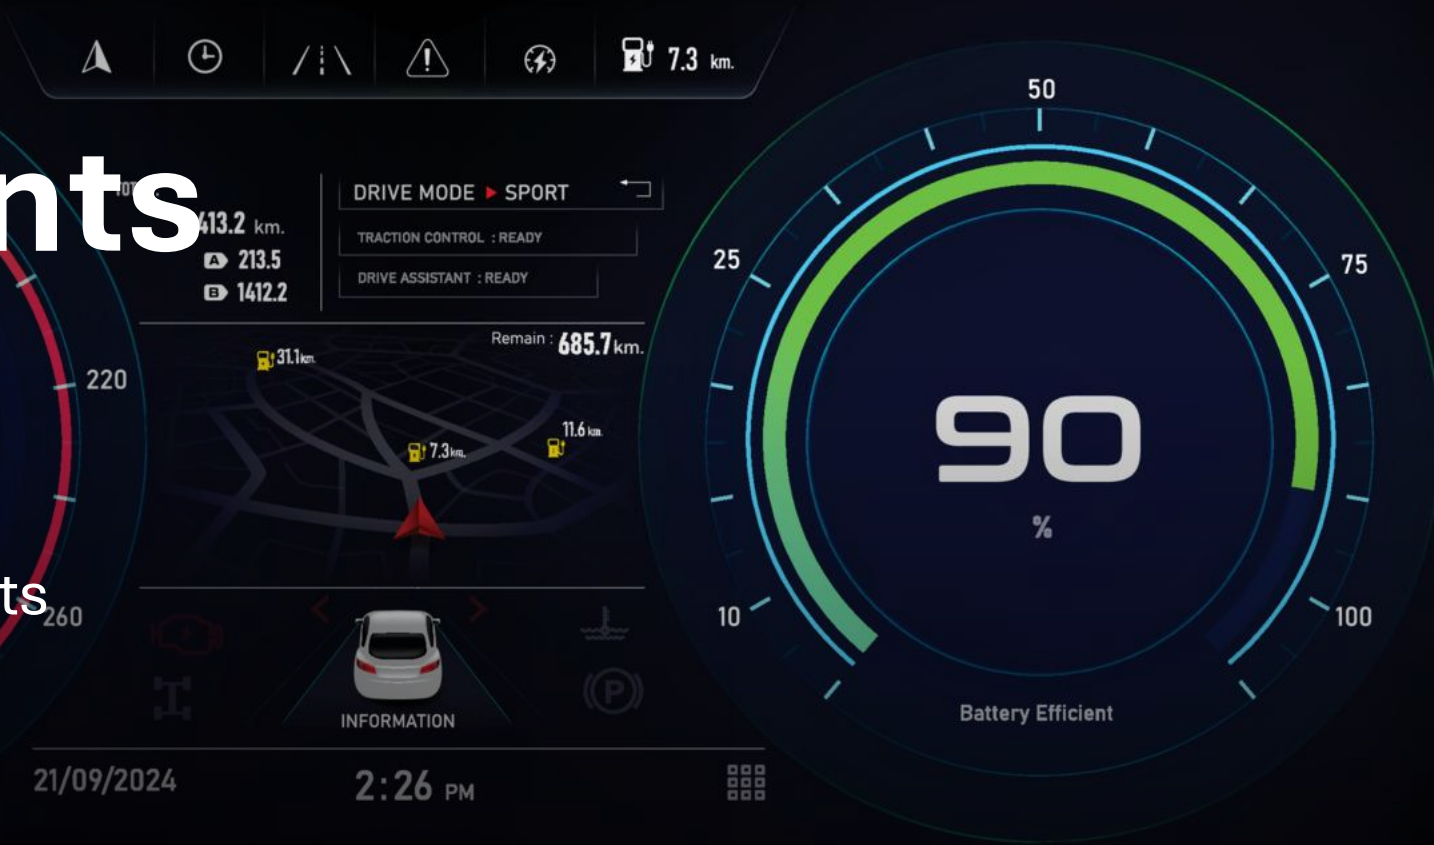 7.3 km.
nts
413.2 km.
A 213.5
B 1412.2
DRIVE MODE ▶ SPORT
TRACTION CONTROL : READY
DRIVE ASSISTANT : READY
Remain : 685.7 km.
31.1 km.
7.3 km.
11.6 km.
220
260
ts
P
INFORMATION
21/09/2024
2:26 PM
50
25
75
10
100
90
%
Battery Efficient